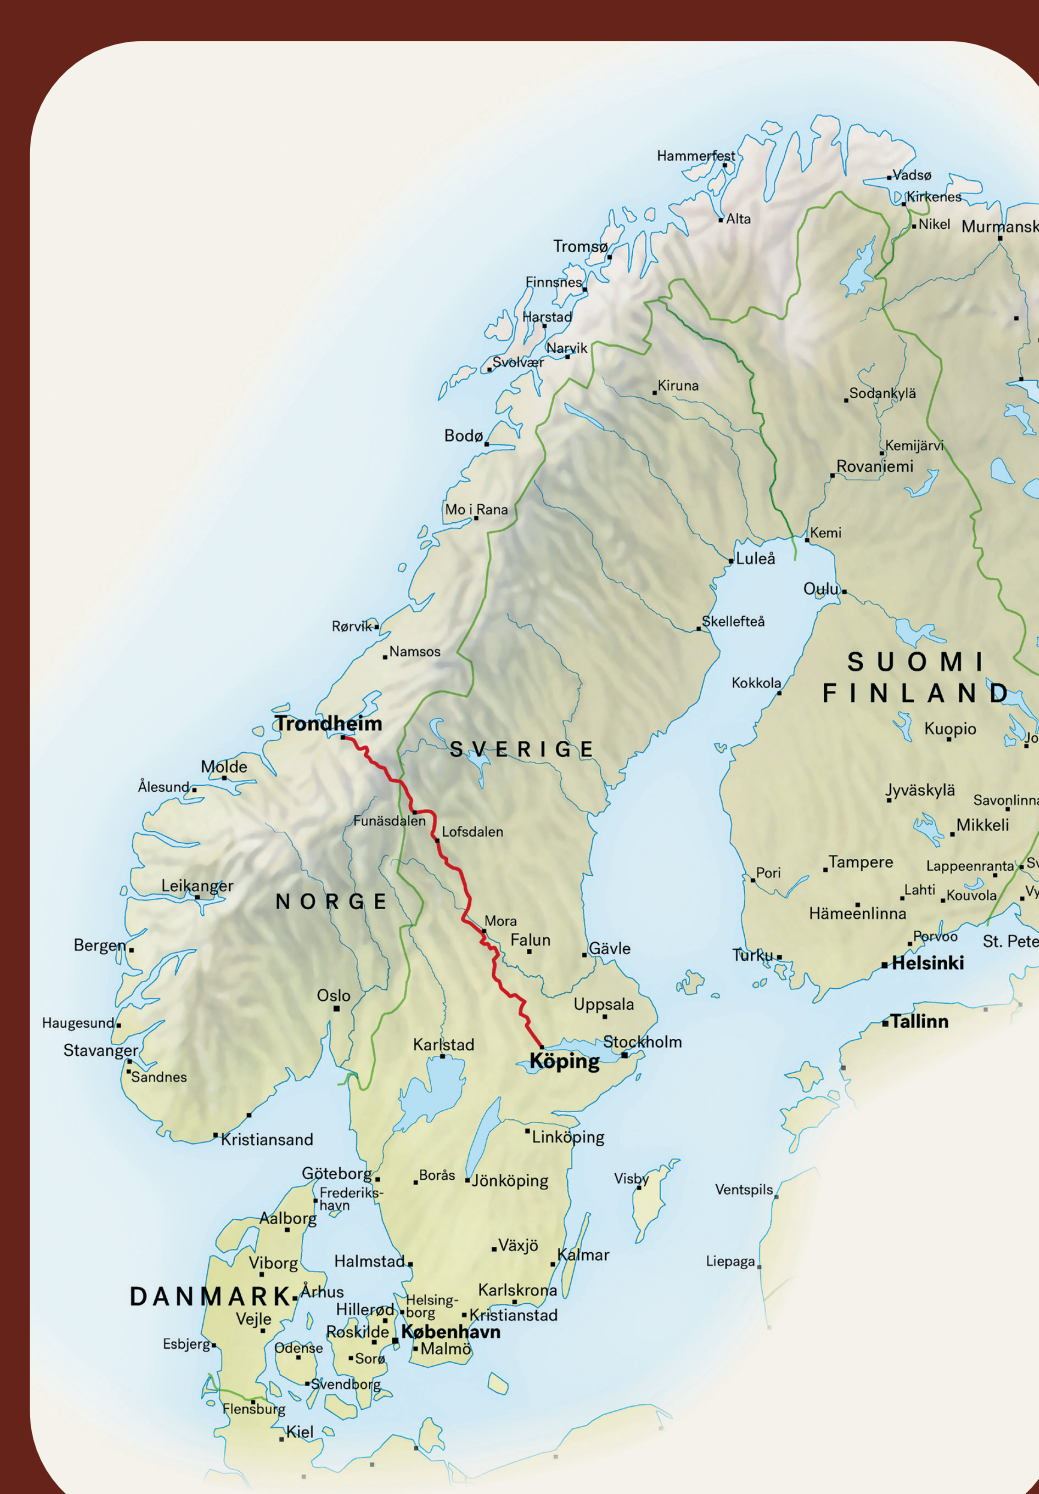 Hammerfest
Vadsø
Kirkenes
Alta
Nikel
Murmansk
Tromsø
Finnsnes
Harstad
Narvik
Svolvær
Kiruna
Sodankylä
Bodø
Kemijärvi
Rovaniemi
Mo i Rana
Kemi
Luleå
Oulu
Rørvik
Skellefteå
Namsos
SUOMI
FINLAND
Kokkola
Trondheim
Kuopio
Jo
SVERIGE
Molde
Ålesund
Jyväskylä
Savonlinna
Funäsdalen
Lofsdalen
Mikkeli
Tampere
Lappeenranta
Sv
Pori
Leikanger
NORGE
Lahti
Kouvola
Vy
Hämeenlinna
Mora
Falun
Gävle
Porvoo
St. Pete
Bergen
Turku
Helsinki
Oslo
Uppsala
Haugesund
Tallinn
Stavanger
Karlstad
Stockholm
Köping
Sandnes
Kristiansand
Linköping
Göteborg
Borås
Jönköping
Visby
Ventspils
Frederiks-
havn
Aalborg
Växjö
Kalmar
Viborg
Halmstad
Liepaga
DANMARK
Århus
Karlskrona
Hillerød
Helsing-
borg
Kristianstad
Vejle
Roskilde
København
Esbjerg
Odense
Sorø
Malmö
Svendborg
Flensburg
Kiel